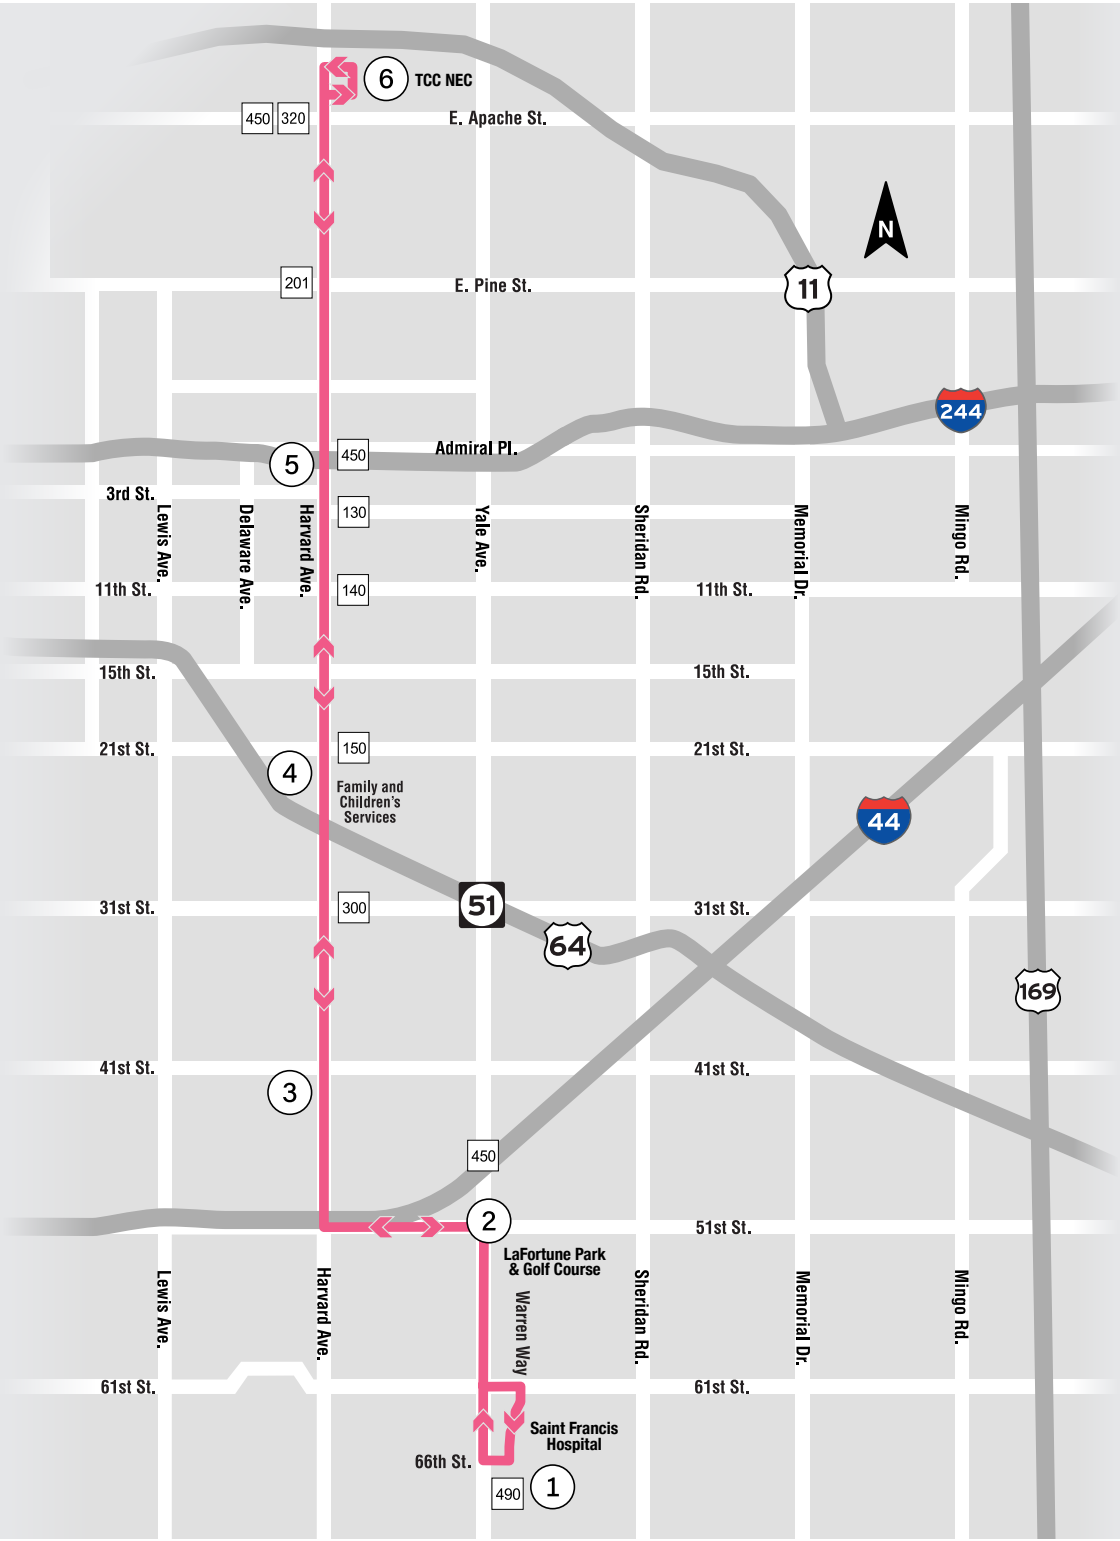 6
TCC NEC
450
320
E. Apache St.
N
201
E. Pine St.
11
244
Admiral Pl.
450
5
3rd St.
130
Lewis Ave.
Delaware Ave.
Harvard Ave.
Yale Ave.
Sheridan Rd.
Memorial Dr.
Mingo Rd.
11th St.
140
11th St.
15th St.
15th St.
21st St.
150
21st St.
4
Family and
Children's
Services
44
31st St.
300
51
31st St.
64
169
41st St.
41st St.
3
450
2
51st St.
LaFortune Park
& Golf Course
Lewis Ave.
Harvard Ave.
Warren Way
Sheridan Rd.
Memorial Dr.
Mingo Rd.
61st St.
61st St.
Saint Francis
Hospital
66th St.
490
1